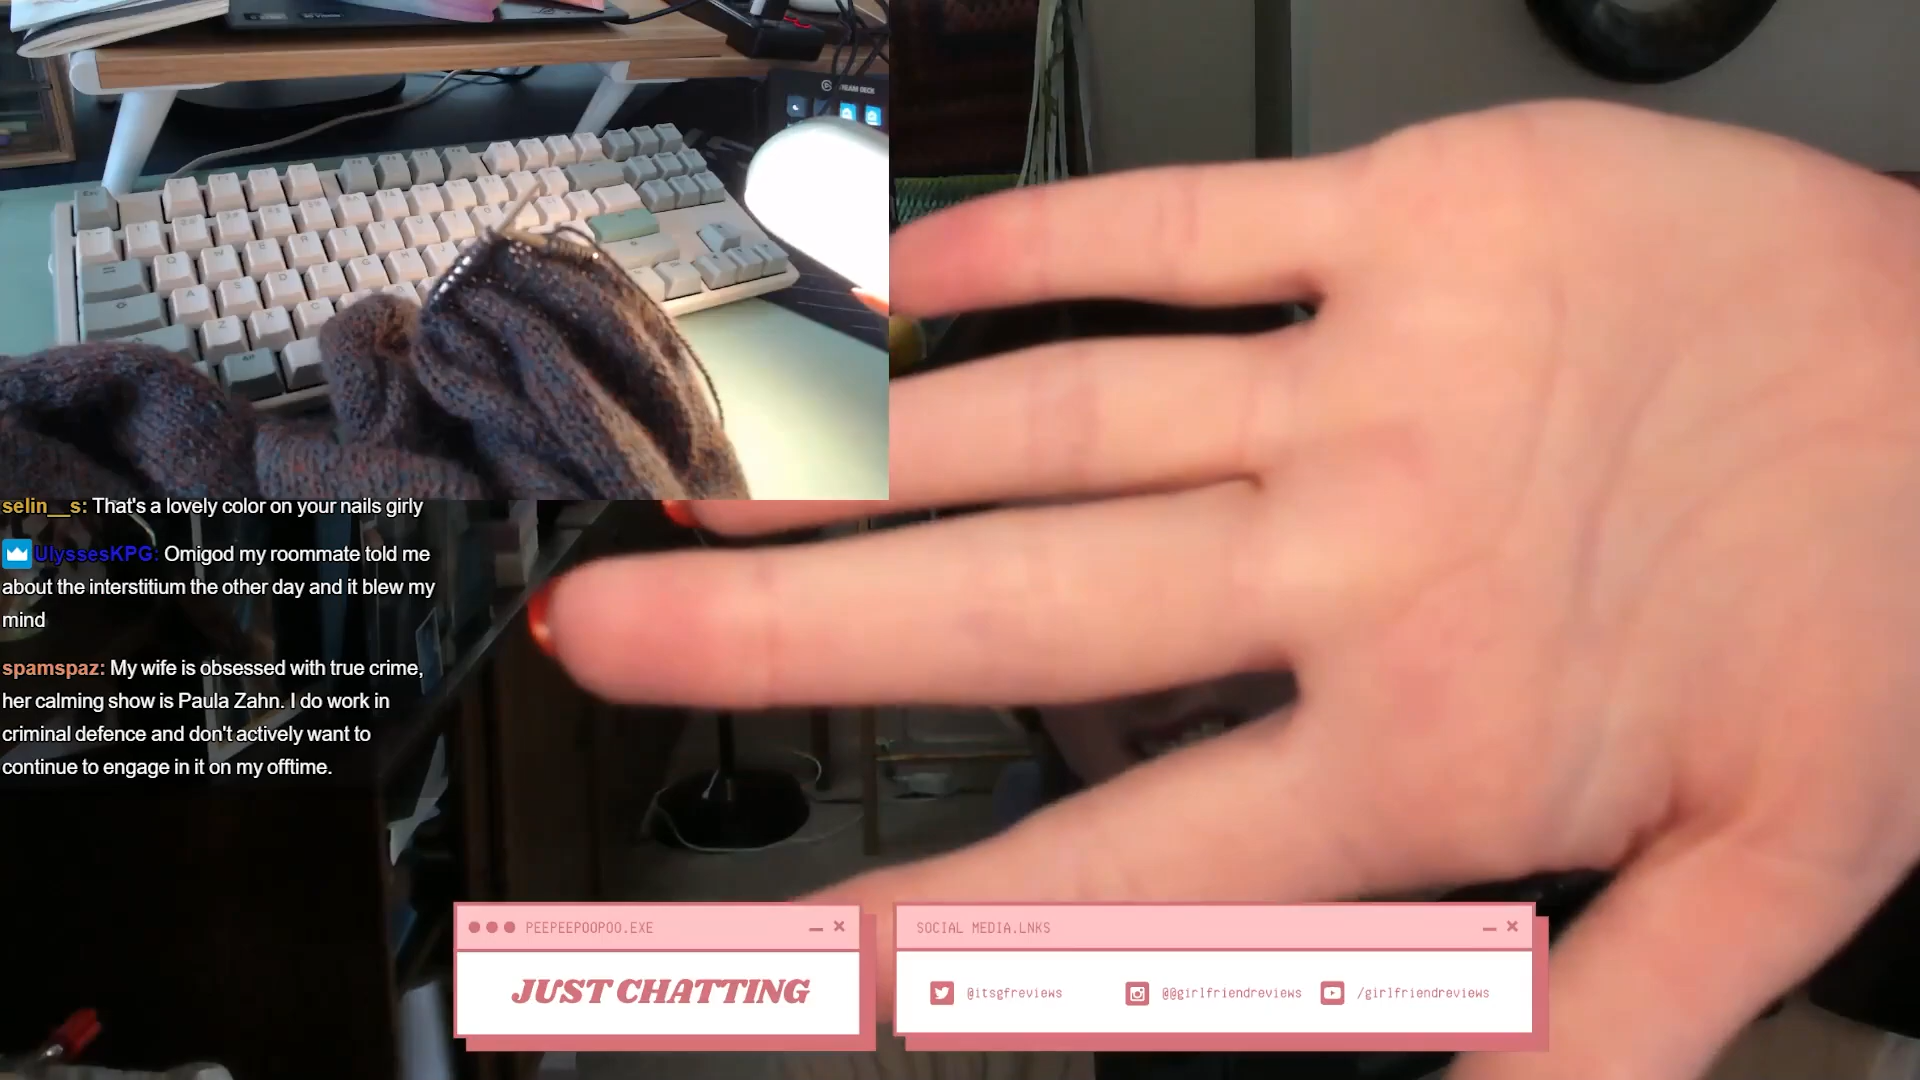 selin__s: That's a lovely color on your nails girly
UlyssesKPG: Omigod my roommate told me
about the interstitium the other day and it blew my
mind
spamspaz: My wife is obsessed with true crime,
her calming show is Paula Zahn. I do work in
criminal defence and don't actively want to
continue to engage in it on my offtime.
PEEPEEPOOPOO.EXE
JUST CHATTING
SOCIAL MEDIA.LNKS
@itsgfreviews
@@girlfriendreviews
/girlfriendreviews